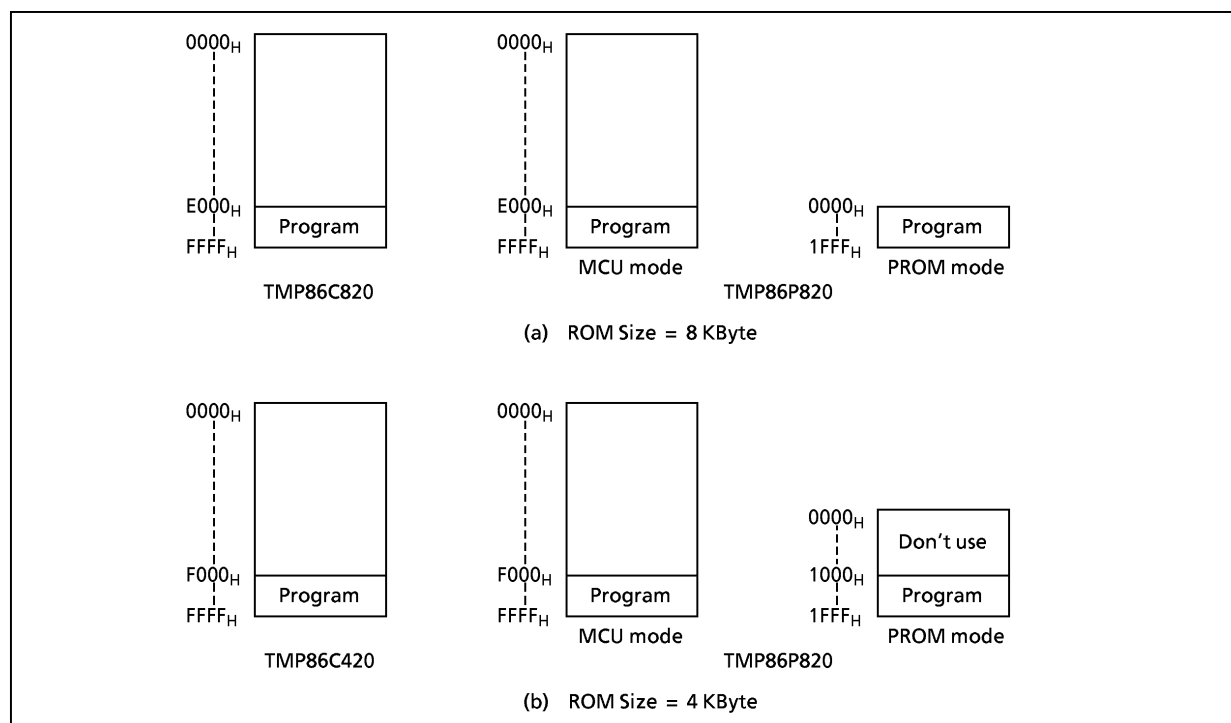 0000H 0000H
E000H E000H 0000H
Program Program Program
FFFFH FFFFH 1FFFH
MCU mode PROM mode
TMP86C820 TMP86P820
(a) ROM Size = 8 KByte
0000H 0000H
0000H
Don't use
F000H F000H 1000H
Program Program Program
FFFFH FFFFH 1FFFH
MCU mode PROM mode
TMP86C420 TMP86P820
(b) ROM Size = 4 KByte